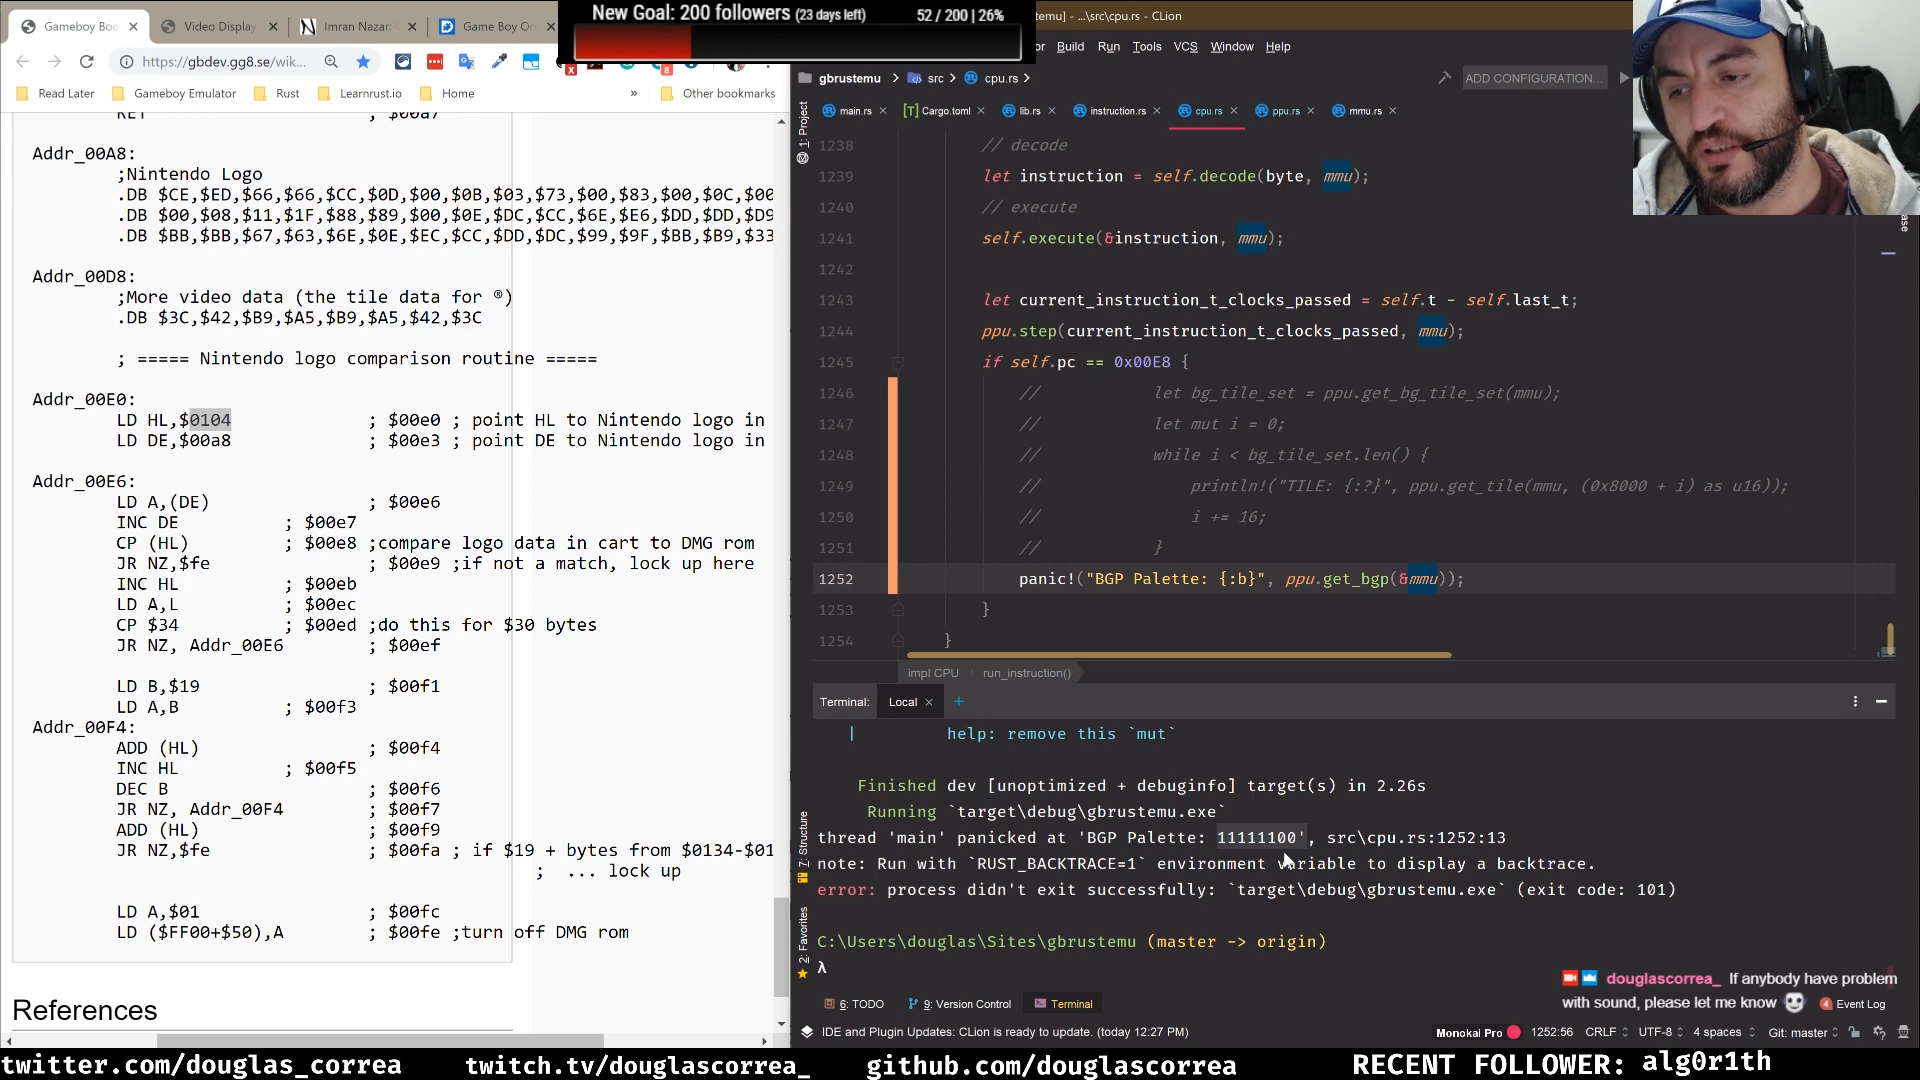 New Goal: 200 followers (23 days left) 52 / 200 | 26%
Gameboy Boo
Video Display
Imran Nazar:
Game Boy On
https://gbdev.gg8.se/wik...
Read Later
Gameboy Emulator
Rust
Learnrust.io
Home
»
Other bookmarks
RET ; $00a7
Addr_00A8:
;Nintendo Logo
.DB $CE,$ED,$66,$66,$CC,$0D,$00,$0B,$03,$73,$00,$83,$00,$0C,$00
.DB $00,$08,$11,$1F,$88,$89,$00,$0E,$DC,$CC,$6E,$E6,$DD,$DD,$D9
.DB $BB,$BB,$67,$63,$6E,$0E,$EC,$CC,$DD,$DC,$99,$9F,$BB,$B9,$33
Addr_00D8:
;More video data (the tile data for ®)
.DB $3C,$42,$B9,$A5,$B9,$A5,$42,$3C
; ===== Nintendo logo comparison routine =====
Addr_00E0:
LD HL,$0104 ; $00e0 ; point HL to Nintendo logo in
LD DE,$00a8 ; $00e3 ; point DE to Nintendo logo in
Addr_00E6:
LD A,(DE) ; $00e6
INC DE ; $00e7
CP (HL) ; $00e8 ;compare logo data in cart to DMG rom
JR NZ,$fe ; $00e9 ;if not a match, lock up here
INC HL ; $00eb
LD A,L ; $00ec
CP $34 ; $00ed ;do this for $30 bytes
JR NZ, Addr_00E6 ; $00ef
LD B,$19 ; $00f1
LD A,B ; $00f3
Addr_00F4:
ADD (HL) ; $00f4
INC HL ; $00f5
DEC B ; $00f6
JR NZ, Addr_00F4 ; $00f7
ADD (HL) ; $00f9
JR NZ,$fe ; $00fa ; if $19 + bytes from $0134-$01
; ... lock up
LD A,$01 ; $00fc
LD ($FF00+$50),A ; $00fe ;turn off DMG rom
References
temu] - ...\src\cpu.rs - CLion
or Build Run Tools VCS Window Help
gbrustemu > src > cpu.rs >
ADD CONFIGURATION...
main.rs Cargo.toml lib.rs instruction.rs cpu.rs ppu.rs mmu.rs
1: Project
1238 // decode
1239 let instruction = self.decode(byte, mmu);
1240 // execute
1241 self.execute(&instruction, mmu);
1242
1243 let current_instruction_t_clocks_passed = self.t - self.last_t;
1244 ppu.step(current_instruction_t_clocks_passed, mmu);
1245 if self.pc == 0x00E8 {
1246 // let bg_tile_set = ppu.get_bg_tile_set(mmu);
1247 // let mut i = 0;
1248 // while i < bg_tile_set.len() {
1249 // println!("TILE: {:?}", ppu.get_tile(mmu, (0x8000 + i) as u16));
1250 // i += 16;
1251 // }
1252 panic!("BGP Palette: {:b}", ppu.get_bgp(&mmu));
1253 }
1254 }
impl CPU > run_instruction()
Terminal: Local × +
| help: remove this `mut`
Finished dev [unoptimized + debuginfo] target(s) in 2.26s
Running `target\debug\gbrustemu.exe`
thread 'main' panicked at 'BGP Palette: 11111100', src\cpu.rs:1252:13
note: Run with `RUST_BACKTRACE=1` environment variable to display a backtrace.
error: process didn't exit successfully: `target\debug\gbrustemu.exe` (exit code: 101)
C:\Users\douglas\Sites\gbrustemu (master -> origin)
λ
7: Structure
2: Favorites
douglascorrea_ If anybody have problem
with sound, please let me know
4 Event Log
6: TODO
9: Version Control
Terminal
IDE and Plugin Updates: CLion is ready to update. (today 12:27 PM)
Monokai Pro
1252:56 CRLF UTF-8 4 spaces Git: master
twitter.com/douglas_correa
twitch.tv/douglascorrea_
github.com/douglascorrea
RECENT FOLLOWER: alg0r1th